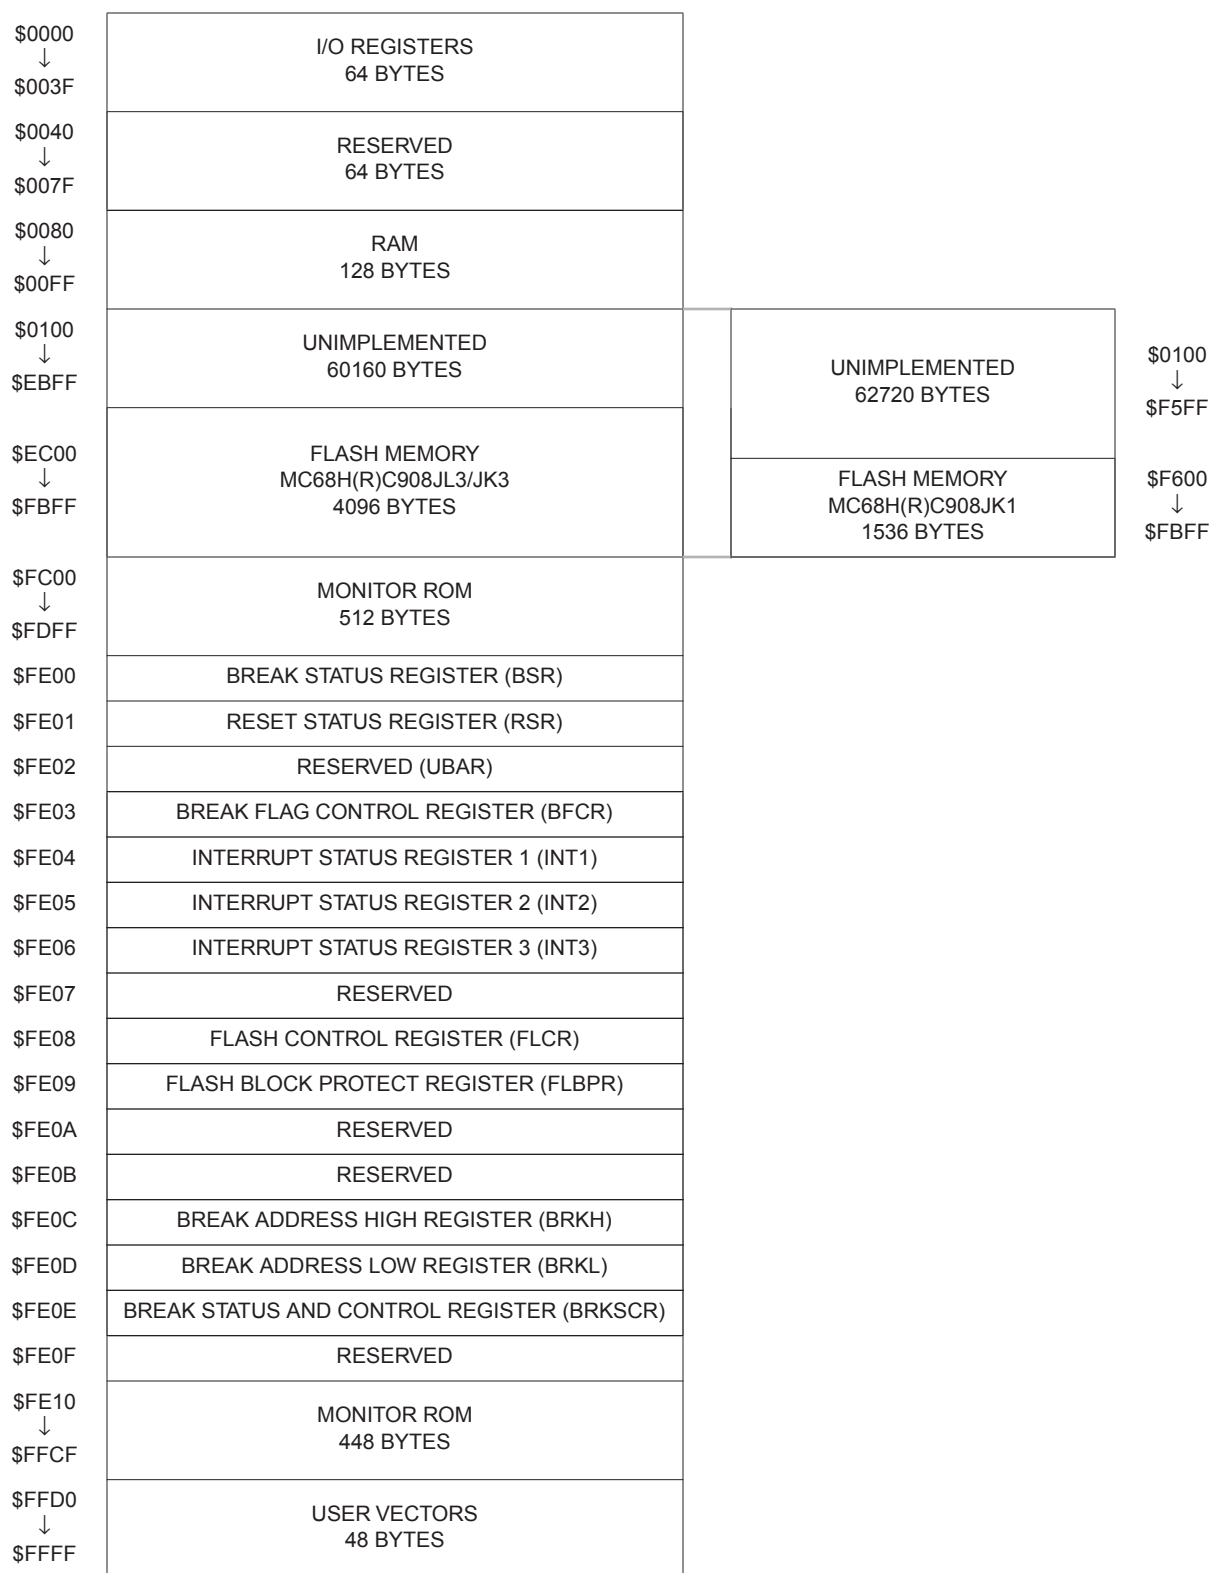 $0000
↓
$003F
I/O REGISTERS
64 BYTES
$0040
↓
$007F
RESERVED
64 BYTES
$0080
↓
$00FF
RAM
128 BYTES
$0100
↓
$EBFF
UNIMPLEMENTED
60160 BYTES
UNIMPLEMENTED
62720 BYTES
$0100
↓
$F5FF
$EC00
↓
$FBFF
FLASH MEMORY
MC68H(R)C908JL3/JK3
4096 BYTES
FLASH MEMORY
MC68H(R)C908JK1
1536 BYTES
$F600
↓
$FBFF
$FC00
↓
$FDFF
MONITOR ROM
512 BYTES
$FE00 BREAK STATUS REGISTER (BSR)
$FE01 RESET STATUS REGISTER (RSR)
$FE02 RESERVED (UBAR)
$FE03 BREAK FLAG CONTROL REGISTER (BFCR)
$FE04 INTERRUPT STATUS REGISTER 1 (INT1)
$FE05 INTERRUPT STATUS REGISTER 2 (INT2)
$FE06 INTERRUPT STATUS REGISTER 3 (INT3)
$FE07 RESERVED
$FE08 FLASH CONTROL REGISTER (FLCR)
$FE09 FLASH BLOCK PROTECT REGISTER (FLBPR)
$FE0A RESERVED
$FE0B RESERVED
$FE0C BREAK ADDRESS HIGH REGISTER (BRKH)
$FE0D BREAK ADDRESS LOW REGISTER (BRKL)
$FE0E BREAK STATUS AND CONTROL REGISTER (BRKSCR)
$FE0F RESERVED
$FE10
↓
$FFCF
MONITOR ROM
448 BYTES
$FFD0
↓
$FFFF
USER VECTORS
48 BYTES